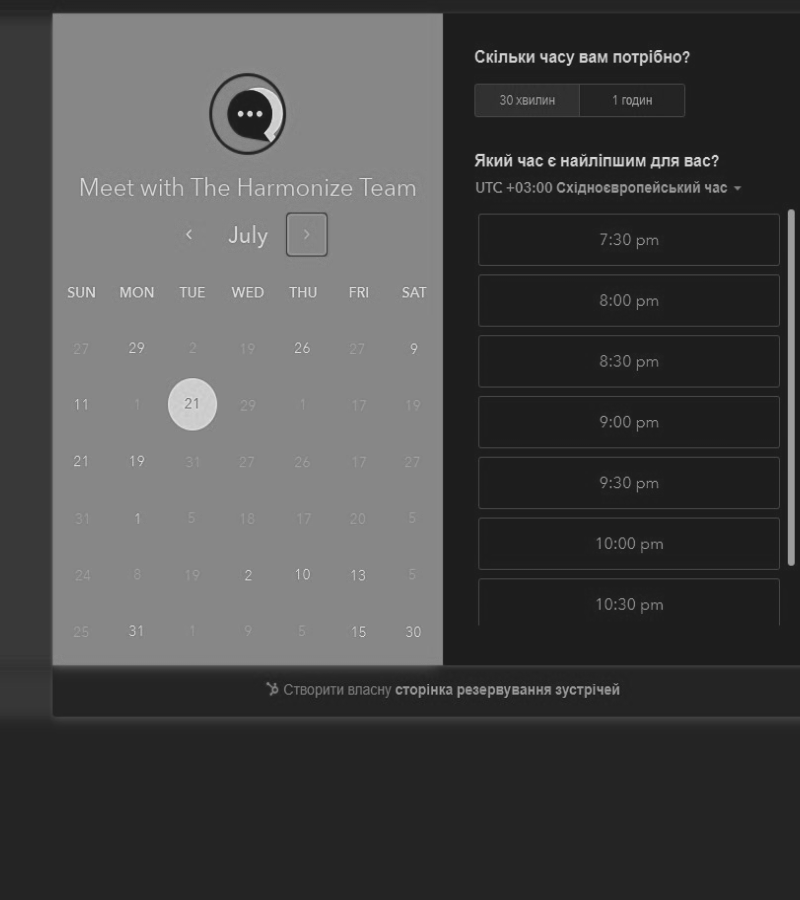 Meet with The Harmonize Team
July
SUN MON TUE WED THU FRI SAT
27 29 2 19 26 27 9
11 1 21 29 1 17 19
21 19 31 27 26 17 27
31 1 5 18 17 20 5
24 8 19 2 10 13 5
25 31 1 9 5 15 30
Скільки часу вам потрібно?
30 хвилин 1 годин
Який час є найліпшим для вас?
UTC +03:00 Східноєвропейський час
7:30 pm
8:00 pm
8:30 pm
9:00 pm
9:30 pm
10:00 pm
10:30 pm
Створити власну сторінка резервування зустрічей